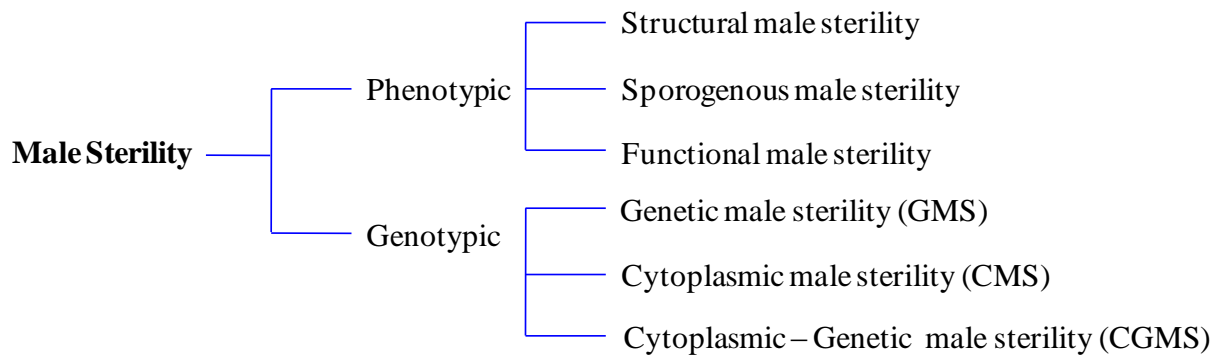 Structural male sterility
Phenotypic
Sporogenous male sterility
Male Sterility
Functional male sterility
Genetic male sterility (GMS)
Genotypic
Cytoplasmic male sterility (CMS)
Cytoplasmic – Genetic male sterility (CGMS)